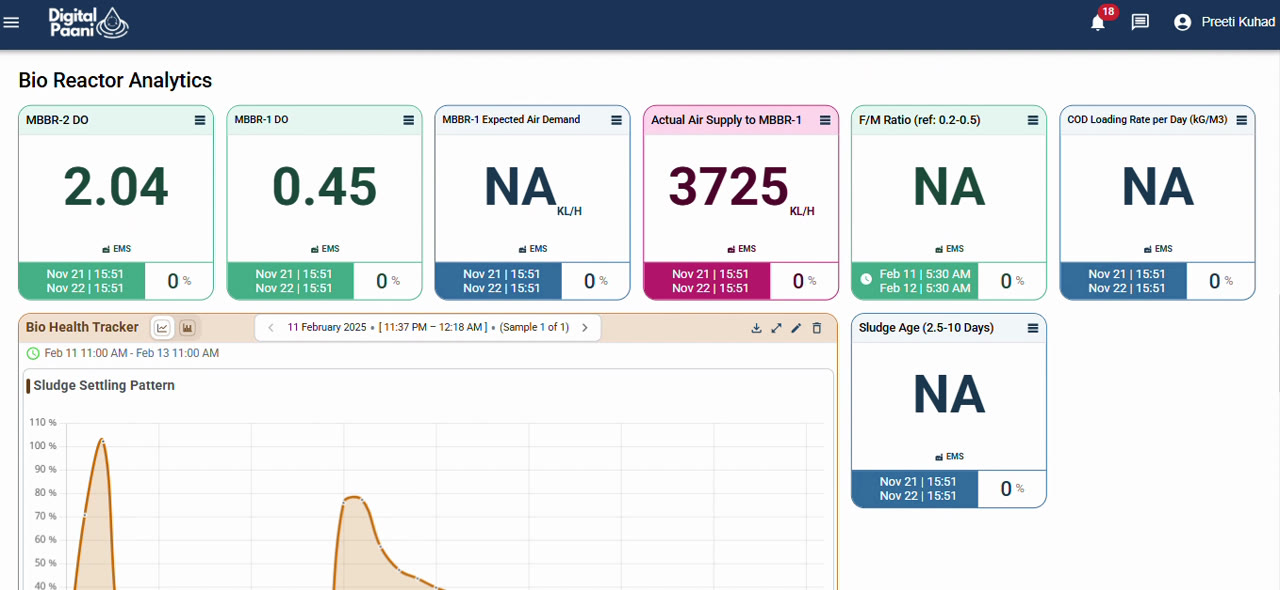 Digital
Paani
18
Preeti Kuhad
Bio Reactor Analytics
MBBR-2 DO
2.04
EMS
Nov 21 | 15:51
Nov 22 | 15:51
0 %
MBBR-1 DO
0.45
EMS
Nov 21 | 15:51
Nov 22 | 15:51
0 %
MBBR-1 Expected Air Demand
NA KL/H
EMS
Nov 21 | 15:51
Nov 22 | 15:51
0 %
Actual Air Supply to MBBR-1
3725 KL/H
EMS
Nov 21 | 15:51
Nov 22 | 15:51
0 %
F/M Ratio (ref: 0.2-0.5)
NA
EMS
Feb 11 | 5:30 AM
Feb 12 | 5:30 AM
0 %
COD Loading Rate per Day (kG/M3)
NA
EMS
Nov 21 | 15:51
Nov 22 | 15:51
0 %
Bio Health Tracker
11 February 2025 • [ 11:37 PM – 12:18 AM ] • (Sample 1 of 1)
Feb 11 11:00 AM - Feb 13 11:00 AM
Sludge Settling Pattern
110 %
100 %
90 %
80 %
70 %
60 %
50 %
40 %
Sludge Age (2.5-10 Days)
NA
EMS
Nov 21 | 15:51
Nov 22 | 15:51
0 %